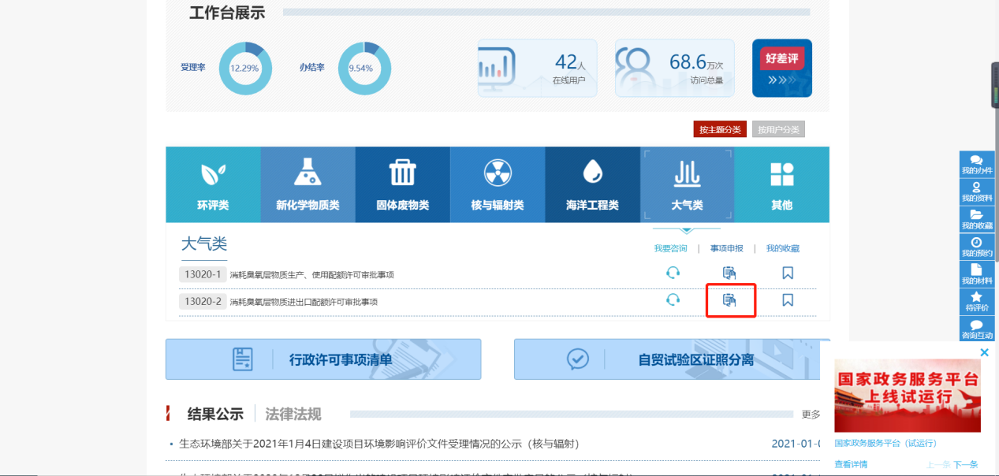 工作台展示
受理率
12.29%
办结率
9.54%
42人
在线用户
68.6万次
访问总量
好差评
按主题分类 按用户分类
环评类 新化学物质类 固体废物类 核与辐射类 海洋工程类 大气类 其他
大气类
我要咨询 | 事项申报 | 我的收藏
13020-1 消耗臭氧层物质生产、使用配额许可审批事项
13020-2 消耗臭氧层物质进出口配额许可审批事项
行政许可事项清单
自贸试验区证照分离
结果公示 法律法规
更多
生态环境部关于2021年1月4日建设项目环境影响评价文件受理情况的公示（核与辐射） 2021-01-0
我的办件
我的资料
我的收藏
我的预约
我的材料
待评价
咨询互动
国家政务服务平台
上线试运行
国家政务服务平台（试运行）
查看详情 上一条 下一条